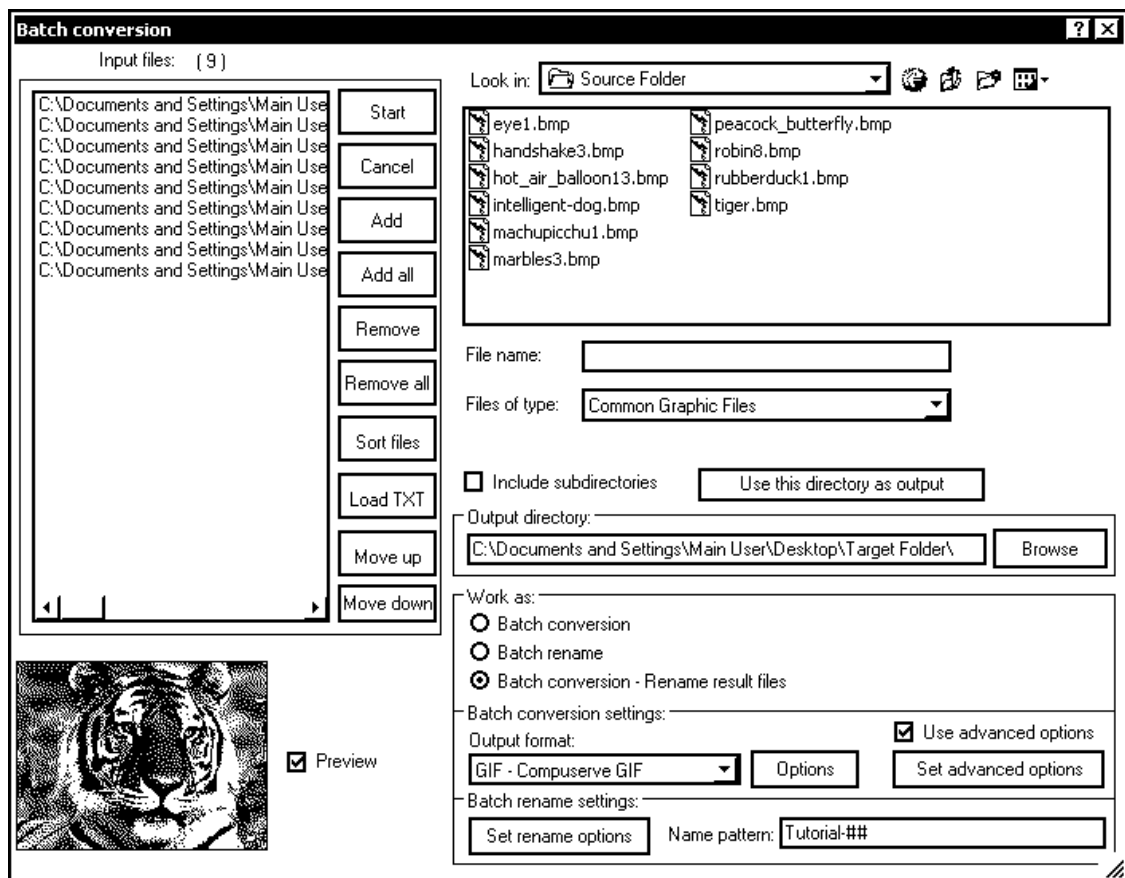 Batch conversion
Input files: ( 9 )
C:\Documents and Settings\Main Use
C:\Documents and Settings\Main Use
C:\Documents and Settings\Main Use
C:\Documents and Settings\Main Use
C:\Documents and Settings\Main Use
C:\Documents and Settings\Main Use
C:\Documents and Settings\Main Use
C:\Documents and Settings\Main Use
C:\Documents and Settings\Main Use
Start
Cancel
Add
Add all
Remove
Remove all
Sort files
Load TXT
Move up
Move down
Preview
Look in: Source Folder
eye1.bmp
handshake3.bmp
hot_air_balloon13.bmp
intelligent-dog.bmp
machupicchu1.bmp
marbles3.bmp
peacock_butterfly.bmp
robin8.bmp
rubberduck1.bmp
tiger.bmp
File name:
Files of type: Common Graphic Files
Include subdirectories
Use this directory as output
Output directory:
C:\Documents and Settings\Main User\Desktop\Target Folder\
Browse
Work as:
Batch conversion
Batch rename
Batch conversion - Rename result files
Batch conversion settings:
Use advanced options
Output format:
GIF - Compuserve GIF
Options
Set advanced options
Batch rename settings:
Set rename options
Name pattern: Tutorial-##